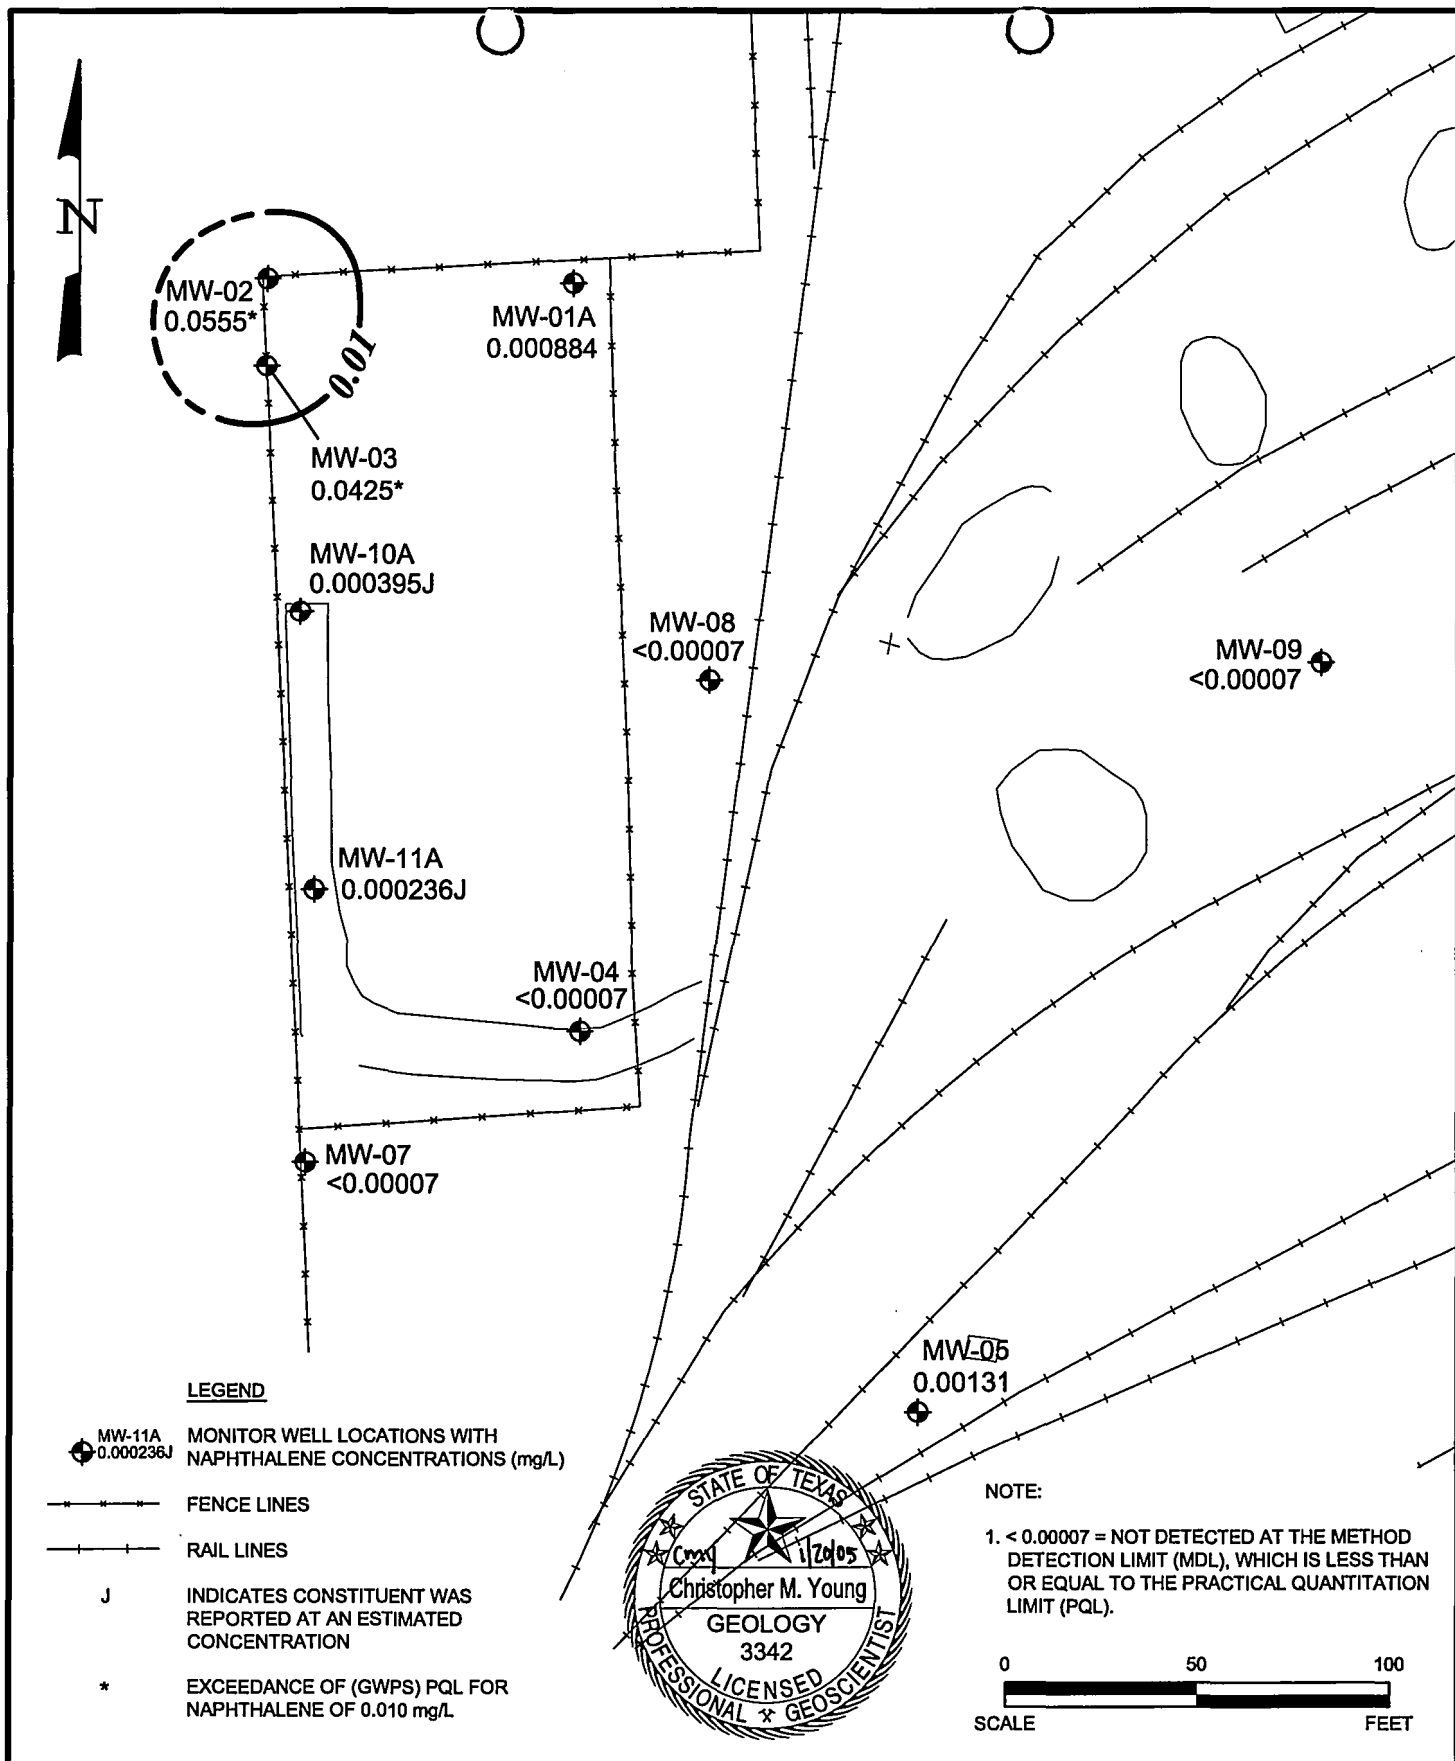 N
MW-02
0.0555*
MW-01A
0.000884
0.01
MW-03
0.0425*
MW-10A
0.000395J
MW-08
<0.00007
MW-09
<0.00007
MW-11A
0.000236J
MW-04
<0.00007
MW-07
<0.00007
MW-05
0.00131
LEGEND
MW-11A
0.000236J
MONITOR WELL LOCATIONS WITH
NAPHTHALENE CONCENTRATIONS (mg/L)
FENCE LINES
RAIL LINES
J
INDICATES CONSTITUENT WAS
REPORTED AT AN ESTIMATED
CONCENTRATION
*
EXCEEDANCE OF (GWPS) PQL FOR
NAPHTHALENE OF 0.010 mg/L
STATE OF TEXAS
Cmy 1/20/05
Christopher M. Young
GEOLOGY
3342
LICENSED
PROFESSIONAL GEOSCIENTIST
NOTE:
1. < 0.00007 = NOT DETECTED AT THE METHOD
DETECTION LIMIT (MDL), WHICH IS LESS THAN
OR EQUAL TO THE PRACTICAL QUANTITATION
LIMIT (PQL).
0 50 100
SCALE FEET